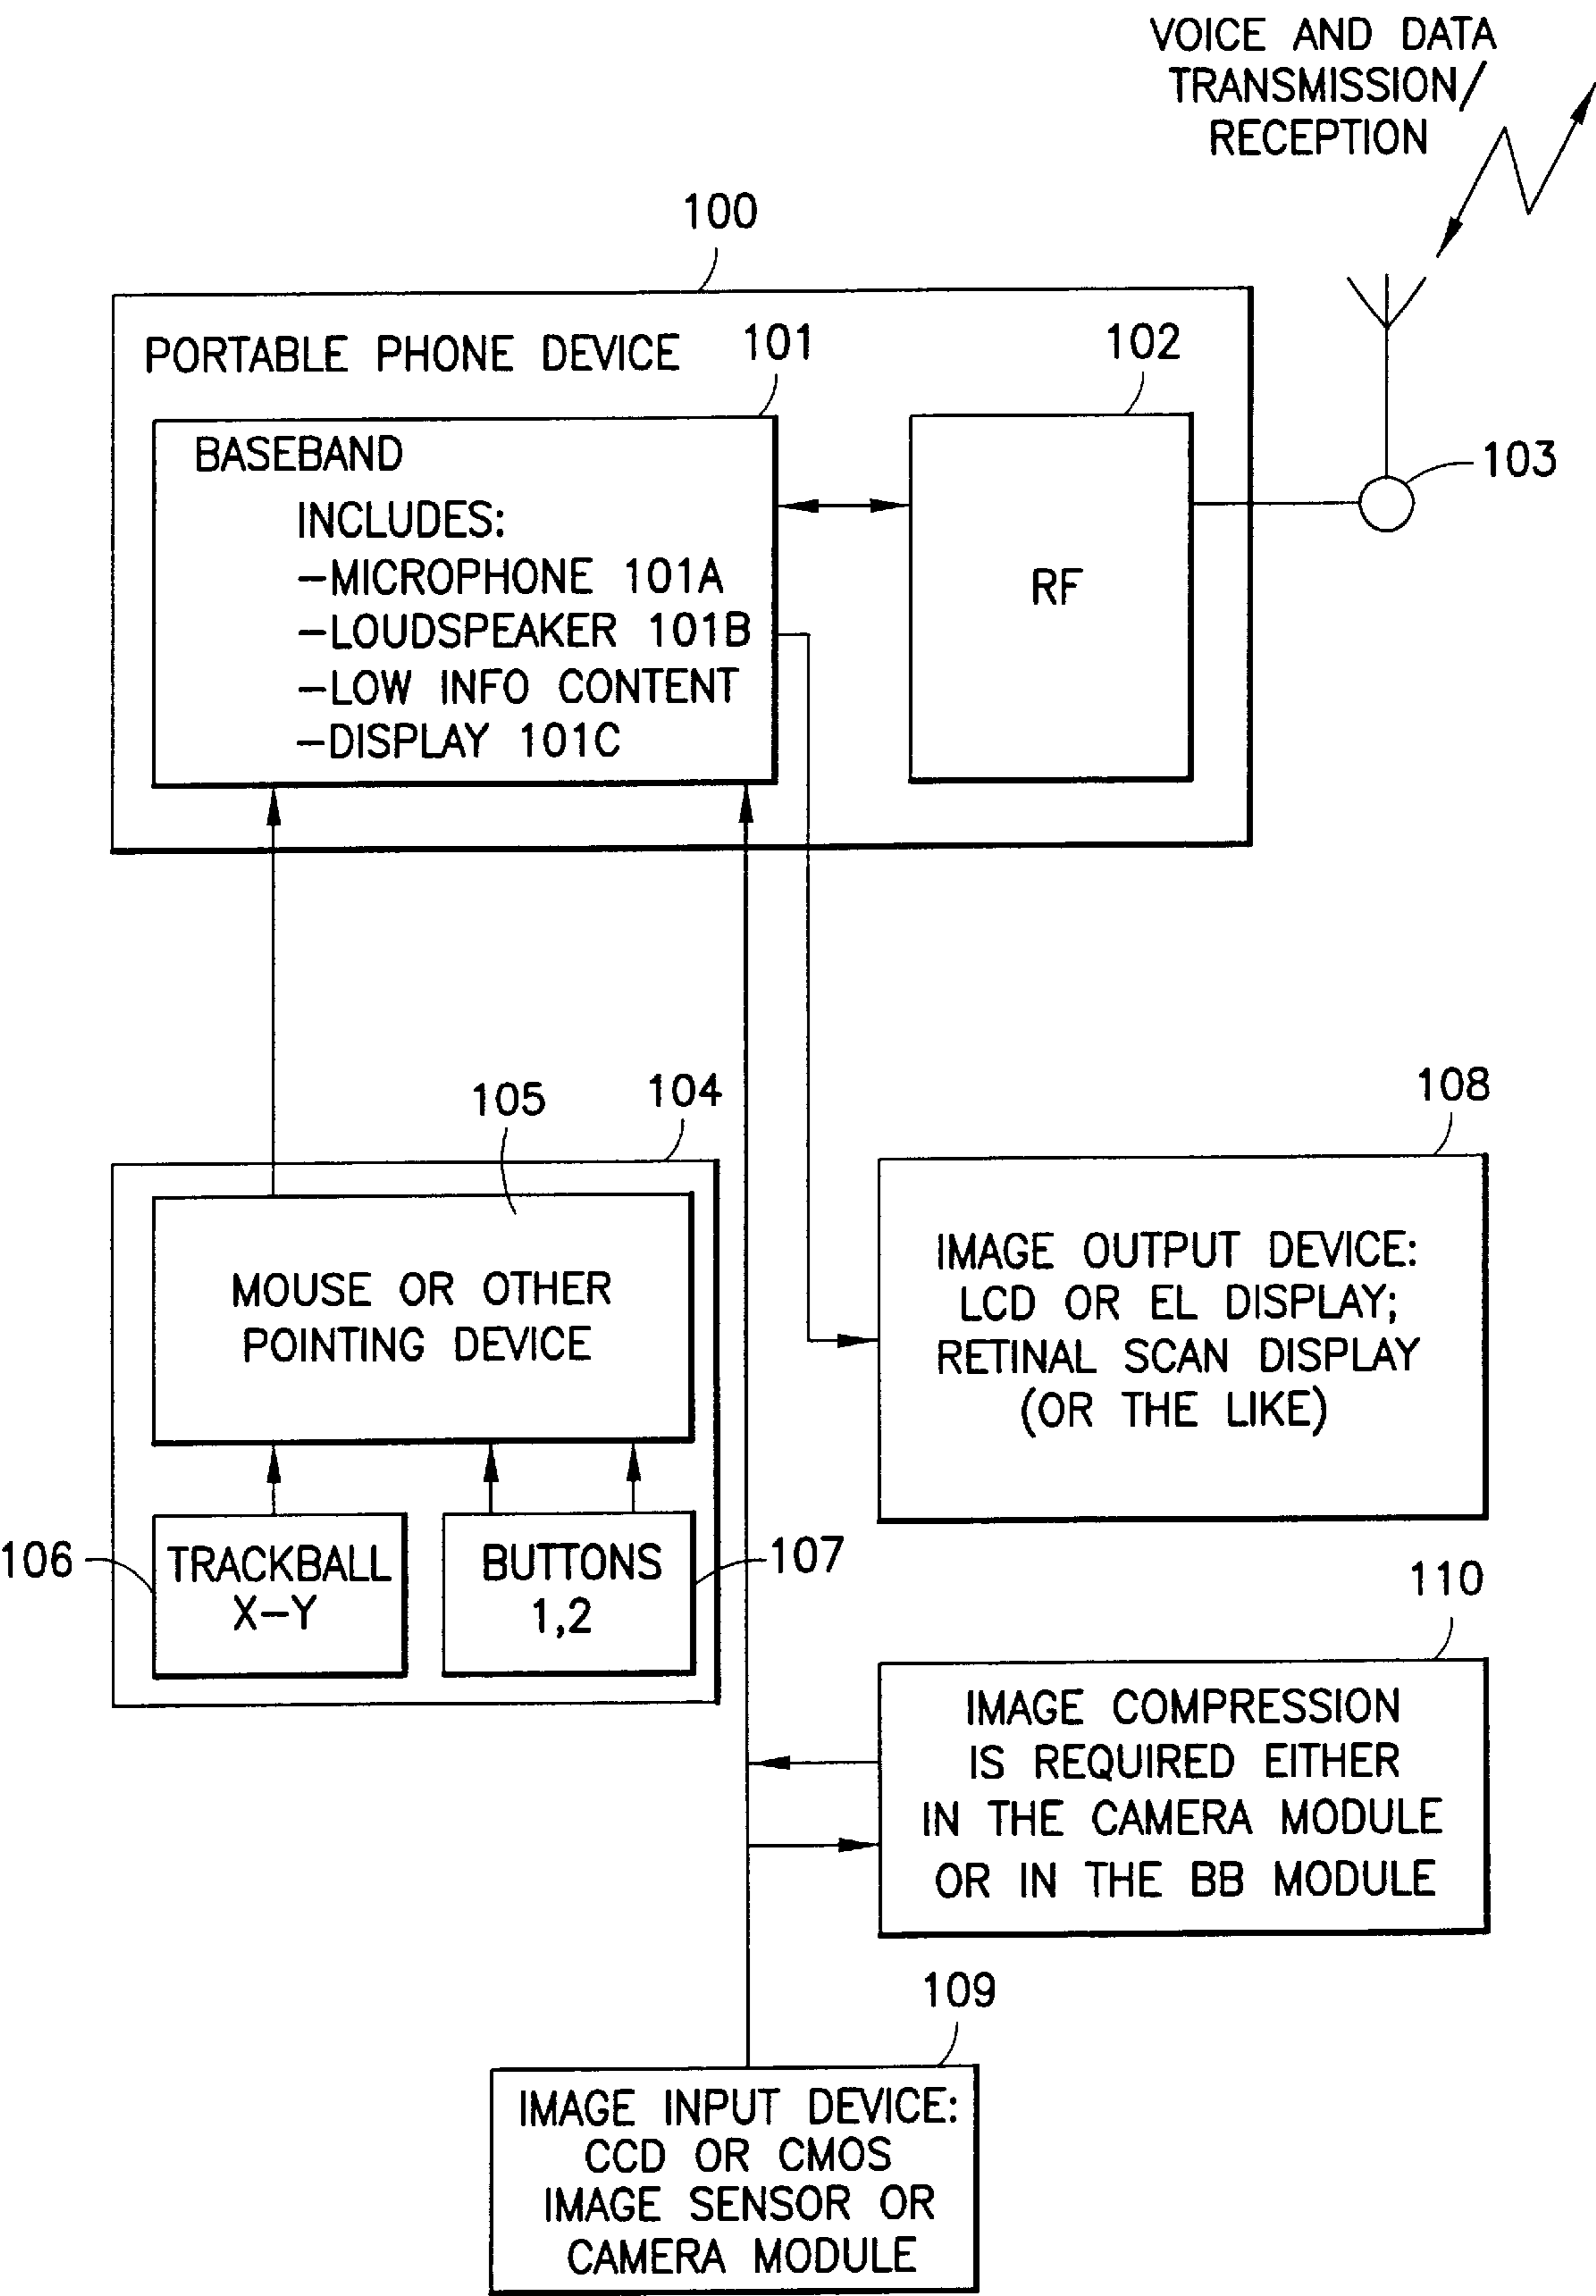 VOICE AND DATA
TRANSMISSION/
RECEPTION
100
PORTABLE PHONE DEVICE
101
102
BASEBAND
INCLUDES:
-MICROPHONE 101A
-LOUDSPEAKER 101B
-LOW INFO CONTENT
-DISPLAY 101C
RF
103
105
104
108
MOUSE OR OTHER
POINTING DEVICE
IMAGE OUTPUT DEVICE:
LCD OR EL DISPLAY;
RETINAL SCAN DISPLAY
(OR THE LIKE)
106
TRACKBALL
X-Y
BUTTONS
1,2
107
110
IMAGE COMPRESSION
IS REQUIRED EITHER
IN THE CAMERA MODULE
OR IN THE BB MODULE
109
IMAGE INPUT DEVICE:
CCD OR CMOS
IMAGE SENSOR OR
CAMERA MODULE